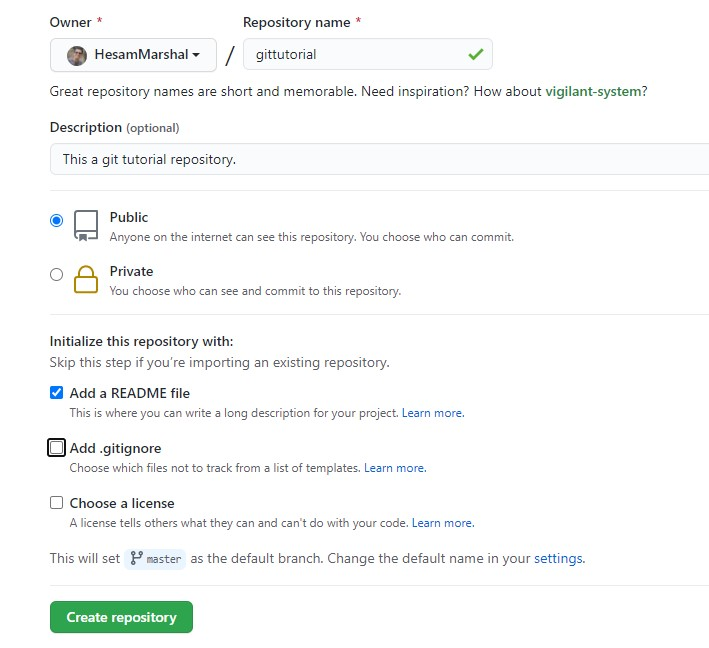 Owner * Repository name *
HesamMarshal / gittutorial
Great repository names are short and memorable. Need inspiration? How about vigilant-system?
Description (optional)
This a git tutorial repository.
Public
Anyone on the internet can see this repository. You choose who can commit.
Private
You choose who can see and commit to this repository.
Initialize this repository with:
Skip this step if you're importing an existing repository.
Add a README file
This is where you can write a long description for your project. Learn more.
Add .gitignore
Choose which files not to track from a list of templates. Learn more.
Choose a license
A license tells others what they can and can't do with your code. Learn more.
This will set master as the default branch. Change the default name in your settings.
Create repository